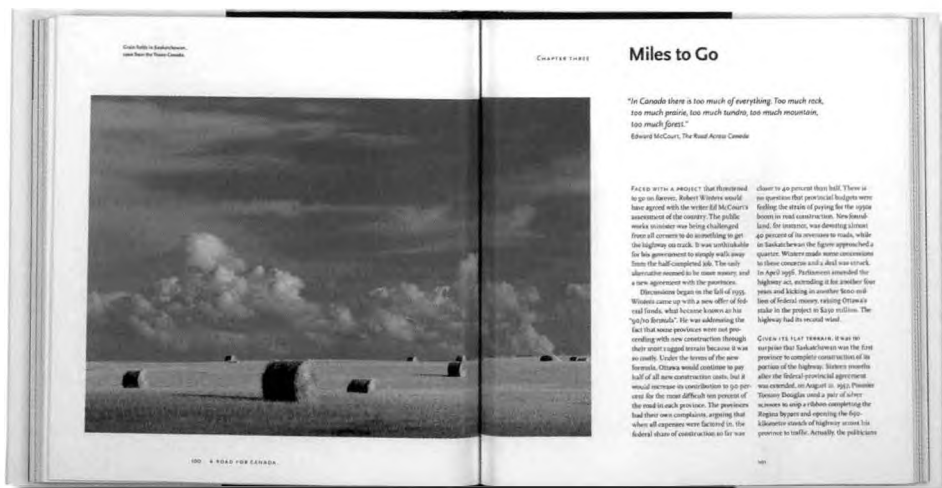 Grain fields in Saskatchewan,
seen from the Trans-Canada.
CHAPTER THREE
Miles to Go
"In Canada there is too much of everything. Too much rock,
too much prairie, too much tundra, too much mountain,
too much forest."
Edward McCourt, The Road Across Canada
FACED WITH A PROJECT that threatened
to go on forever, Robert Winters would
have agreed with the writer Ed McCourt's
assessment of the country. The public
works minister was being challenged
from all corners to do something to get
the highway on track. It was unthinkable
for his government to simply walk away
from the half-completed job. The only
alternative seemed to be more money, and
a new agreement with the provinces.
Discussions began in the fall of 1955.
Winters came up with a new offer of fed-
eral funds, what became known as his
"90/10 formula". He was addressing the
fact that some provinces were not pro-
ceeding with new construction through
their most rugged terrain because it was
so costly. Under the terms of the new
formula, Ottawa would continue to pay
half of all new construction costs, but it
would increase its contribution to 90 per-
cent for the most difficult ten percent of
the road in each province. The provinces
had their own complaints, arguing that
when all expenses were factored in, the
federal share of construction so far was
closer to 40 percent than half. There is
no question that provincial budgets were
feeling the strain of paying for the 1950s
boom in road construction. Newfound-
land, for instance, was devoting almost
40 percent of its revenues to roads, while
in Saskatchewan the figure approached a
quarter. Winters made some concessions
to these concerns and a deal was struck.
In April 1956, Parliament amended the
highway act, extending it for another four
years and kicking in another $100 mil-
lion of federal money, raising Ottawa's
stake in the project to $250 million. The
highway had its second wind.
GIVEN ITS FLAT TERRAIN, it was no
surprise that Saskatchewan was the first
province to complete construction of its
portion of the highway. Sixteen months
after the federal-provincial agreement
was extended, on August 21, 1957, Premier
Tommy Douglas used a pair of silver
scissors to snip a ribbon completing the
Regina bypass and opening the 650-
kilometre stretch of highway across his
province to traffic. Actually, the politicians
100 A ROAD FOR CANADA
101